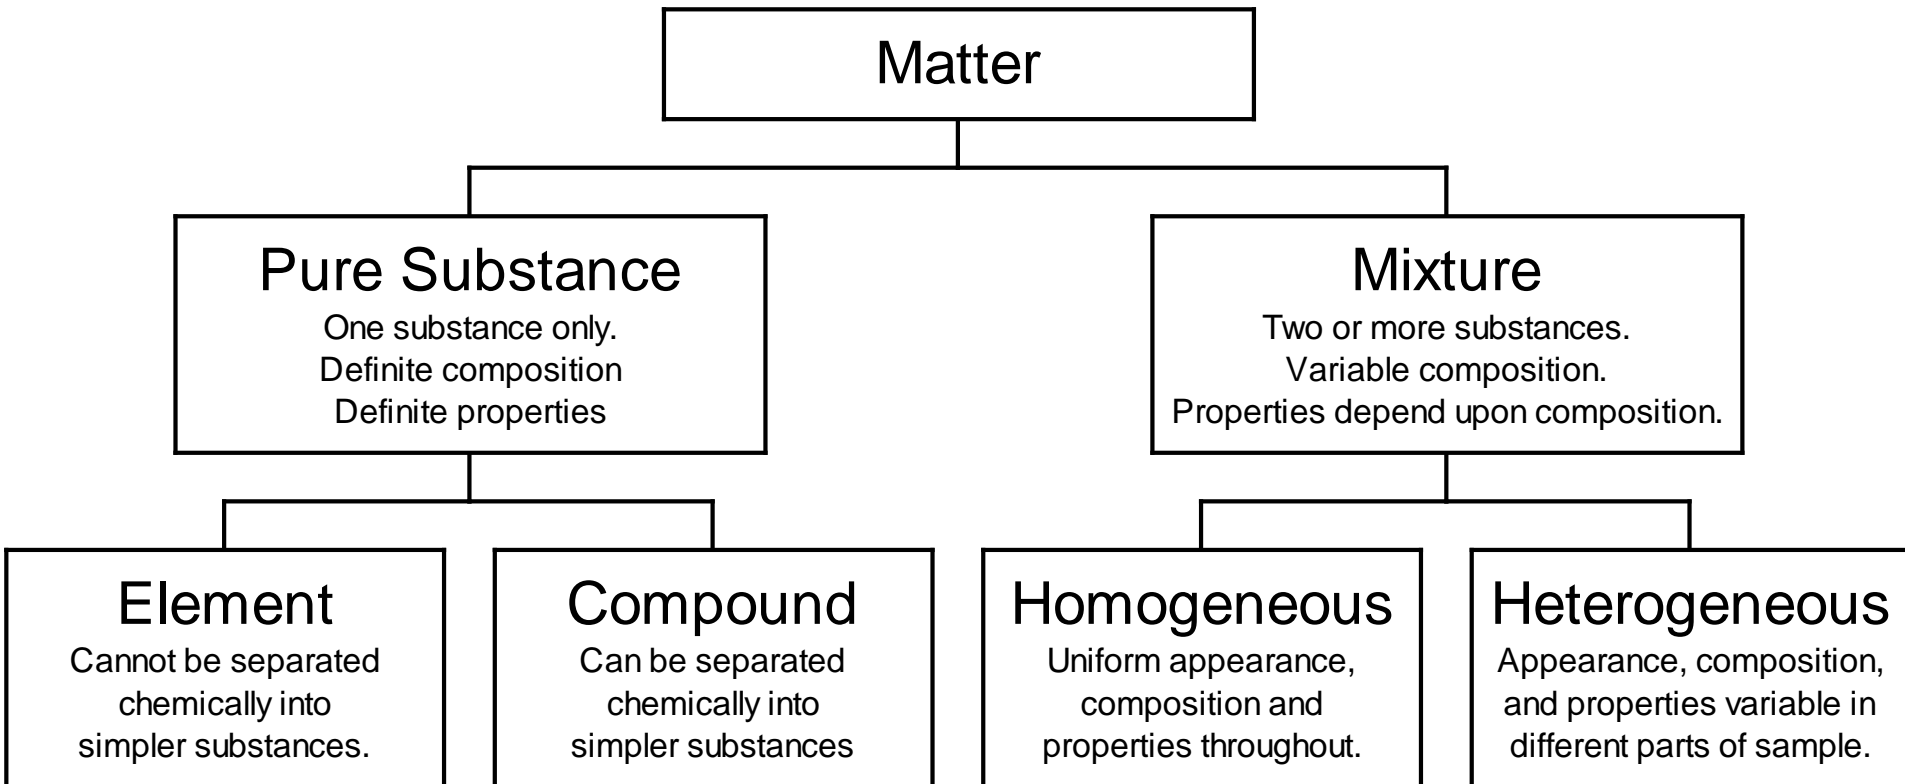 Matter
Pure Substance
One substance only.
Definite composition
Definite properties
Mixture
Two or more substances.
Variable composition.
Properties depend upon composition.
Element
Cannot be separated
chemically into
simpler substances.
Compound
Can be separated
chemically into
simpler substances
Homogeneous
Uniform appearance,
composition and
properties throughout.
Heterogeneous
Appearance, composition,
and properties variable in
different parts of sample.